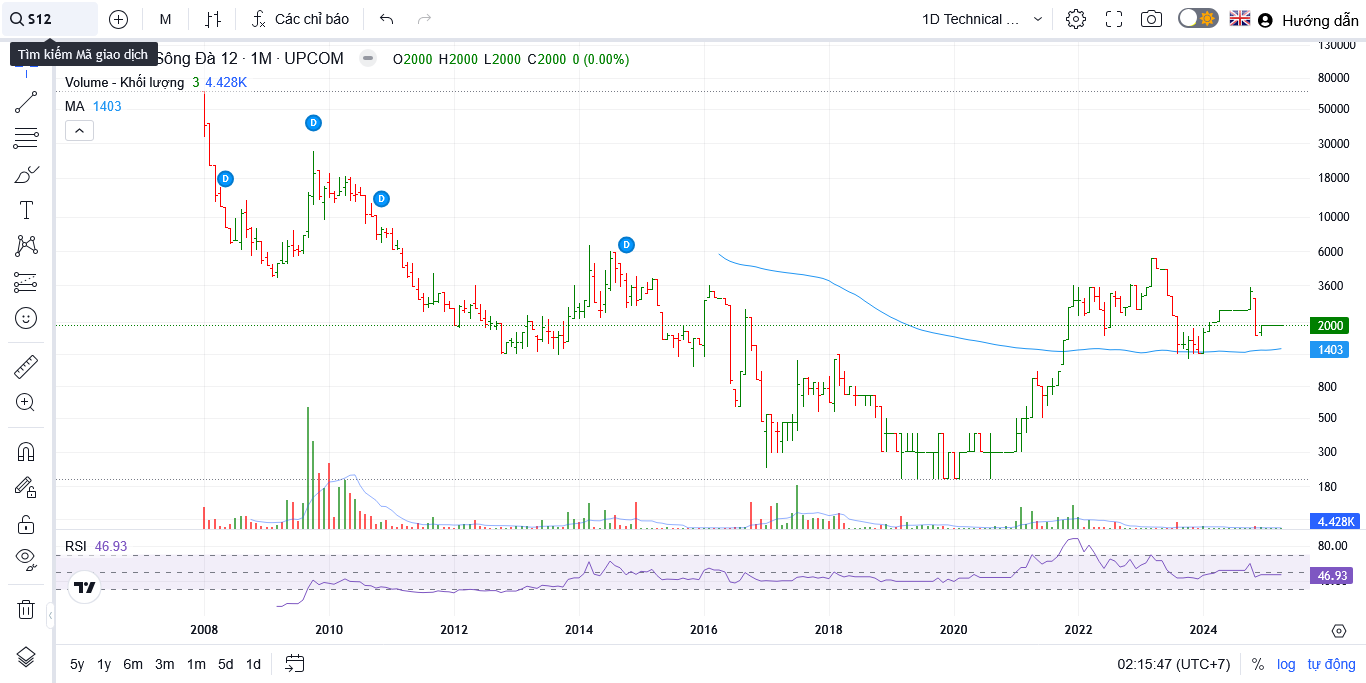 S12
M
Các chỉ báo
1D Technical ...
Hướng dẫn
Tìm kiếm Mã giao dịch
Sông Đà 12 · 1M · UPCOM
O2000 H2000 L2000 C2000 0 (0.00%)
Volume - Khối lượng 3 4.428K
MA 1403
D
D
D
D
130000
80000
50000
30000
18000
10000
6000
3600
2000
1403
800
500
300
180
4.428K
RSI 46.93
80.00
46.93
2008 2010 2012 2014 2016 2018 2020 2022 2024
5y 1y 6m 3m 1m 5d 1d
02:15:47 (UTC+7)
% log tự động